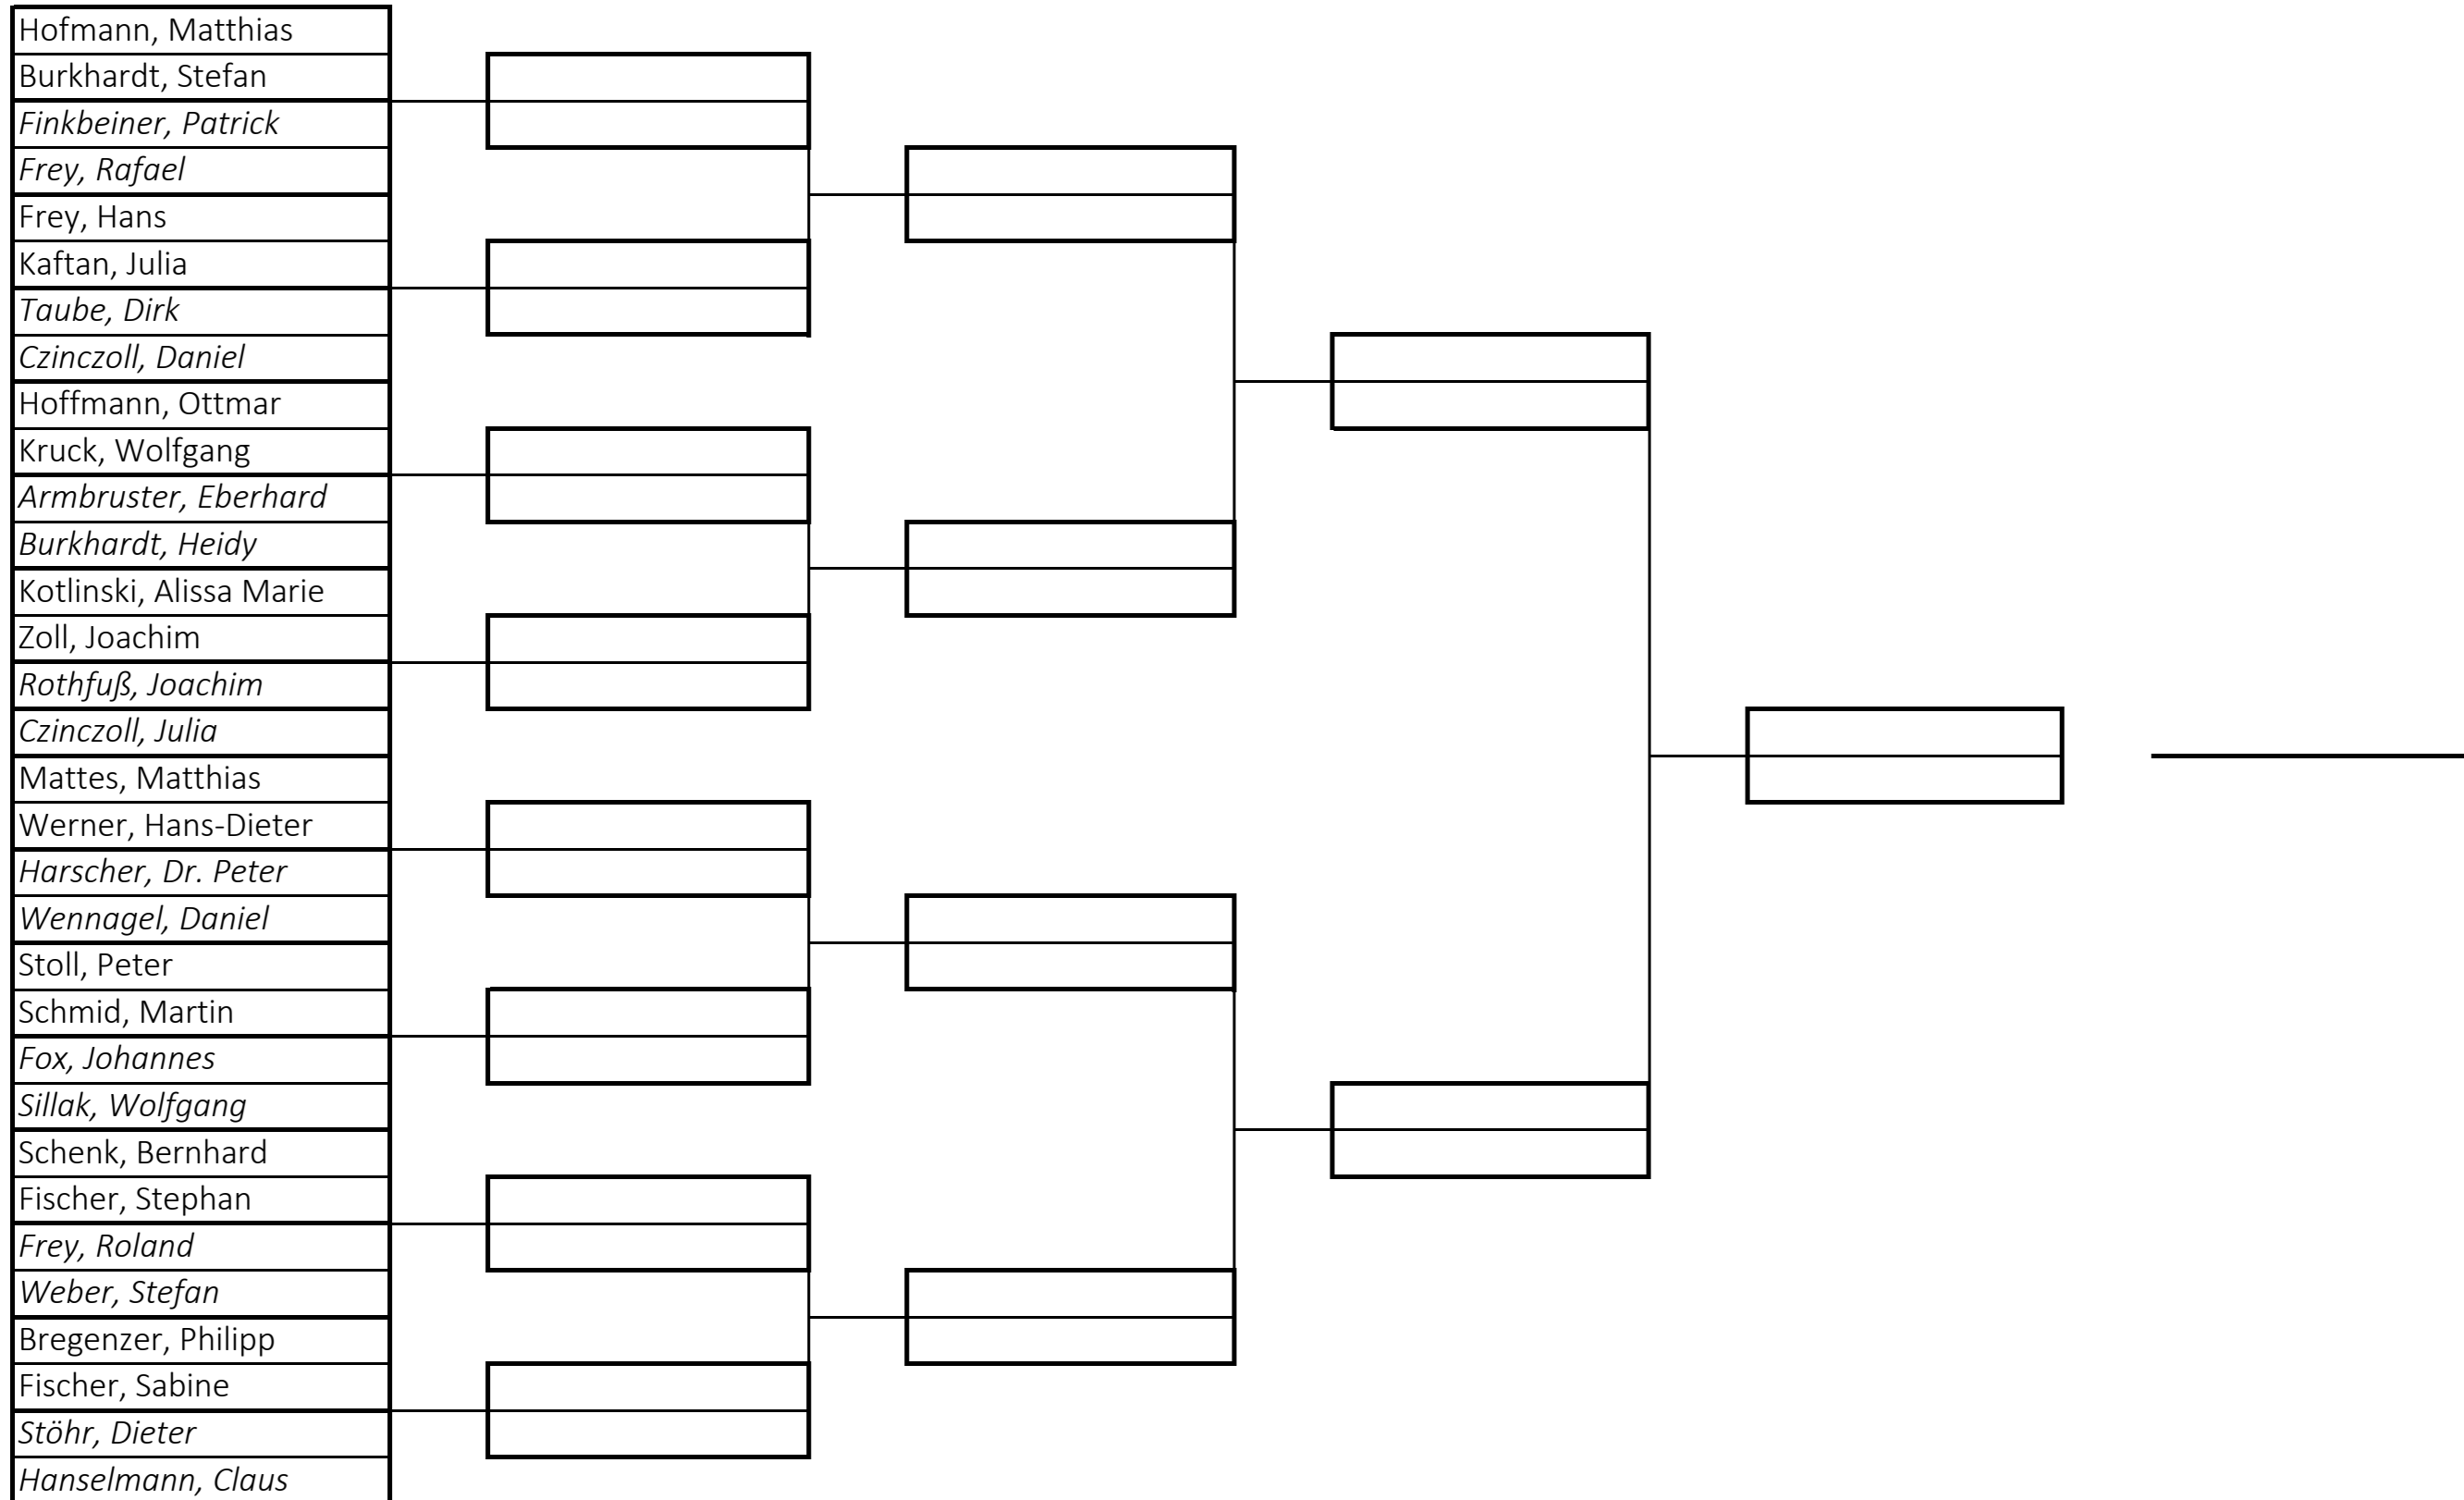 Hofmann, Matthias
Burkhardt, Stefan
Finkbeiner, Patrick
Frey, Rafael
Frey, Hans
Kaftan, Julia
Taube, Dirk
Czinczoll, Daniel
Hoffmann, Ottmar
Kruck, Wolfgang
Armbruster, Eberhard
Burkhardt, Heidy
Kotlinski, Alissa Marie
Zoll, Joachim
Rothfuß, Joachim
Czinczoll, Julia
Mattes, Matthias
Werner, Hans-Dieter
Harscher, Dr. Peter
Wennagel, Daniel
Stoll, Peter
Schmid, Martin
Fox, Johannes
Sillak, Wolfgang
Schenk, Bernhard
Fischer, Stephan
Frey, Roland
Weber, Stefan
Bregenzer, Philipp
Fischer, Sabine
Stöhr, Dieter
Hanselmann, Claus